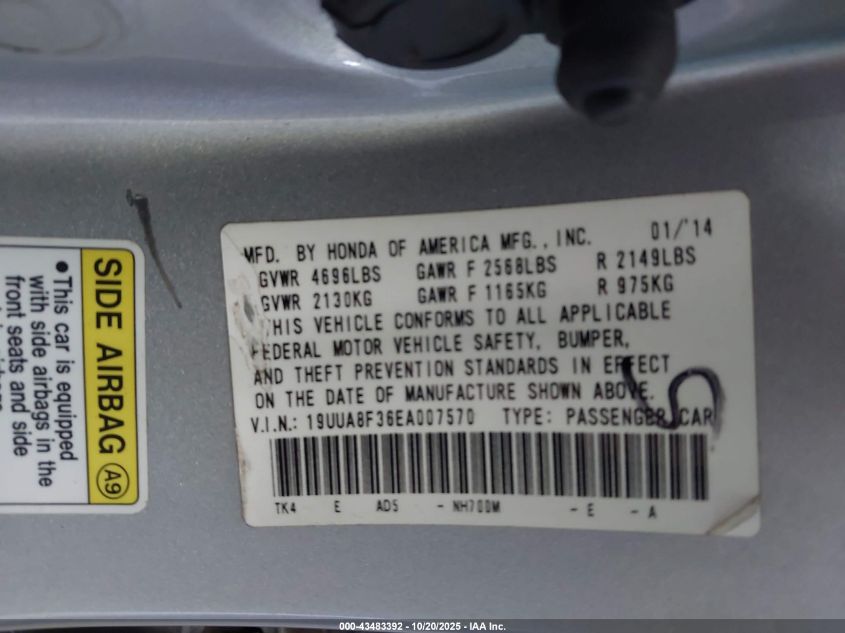 SIDE AIRBAG A9
• This car is equipped
with side airbags in the
front seats and side
MFD. BY HONDA OF AMERICA MFG., INC. 01/'14
GVWR 4696LBS GAWR F 2568LBS R 2149LBS
GVWR 2130KG GAWR F 1165KG R 975KG
THIS VEHICLE CONFORMS TO ALL APPLICABLE
FEDERAL MOTOR VEHICLE SAFETY, BUMPER,
AND THEFT PREVENTION STANDARDS IN EFFECT
ON THE DATE OF MANUFACTURE SHOWN ABOVE.
V.I.N.: 19UUA8F36EA007570 TYPE: PASSENGER CAR
TK4 E AD5 - NH700M - E - A
000-43483392 - 10/20/2025 - IAA Inc.